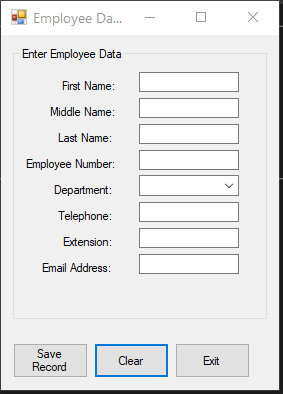 Employee Da...
Enter Employee Data
First Name:
Middle Name:
Last Name:
Employee Number:
Department:
Telephone:
Extension:
Email Address:
Save
Record
Clear
Exit